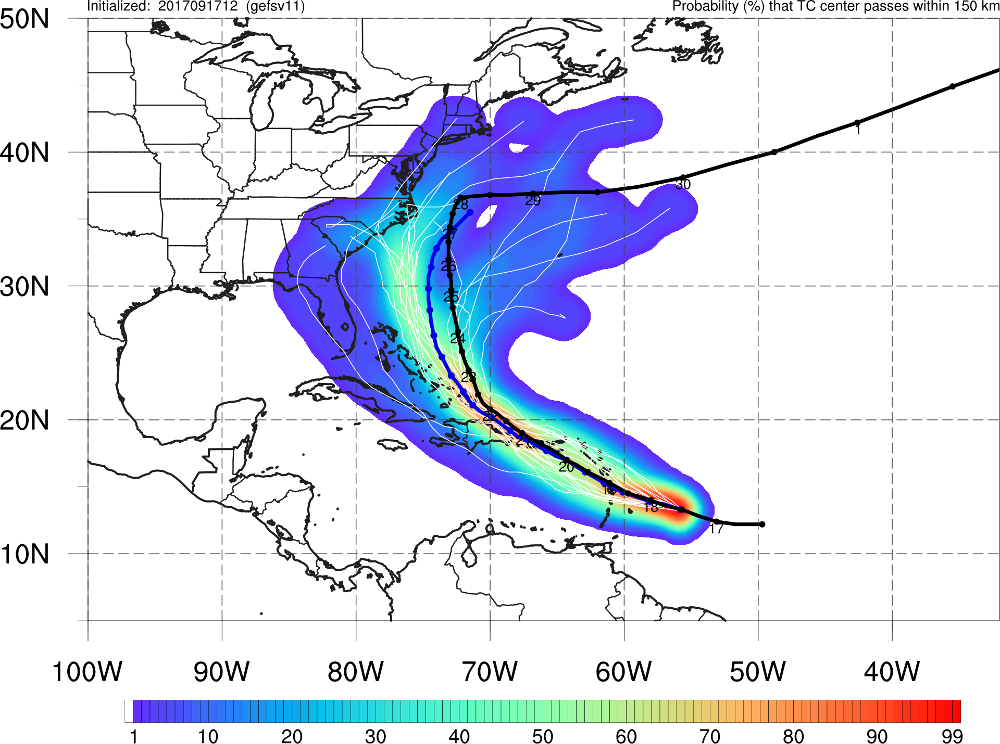 Initialized: 2017091712 (gefsv11)
Probability (%) that TC center passes within 150 km
50N
40N
30N
20N
10N
1
30
29
28
27
26
25
24
23
22
21
20
19
18
17
100W 90W 80W 70W 60W 50W 40W
1 10 20 30 40 50 60 70 80 90 99